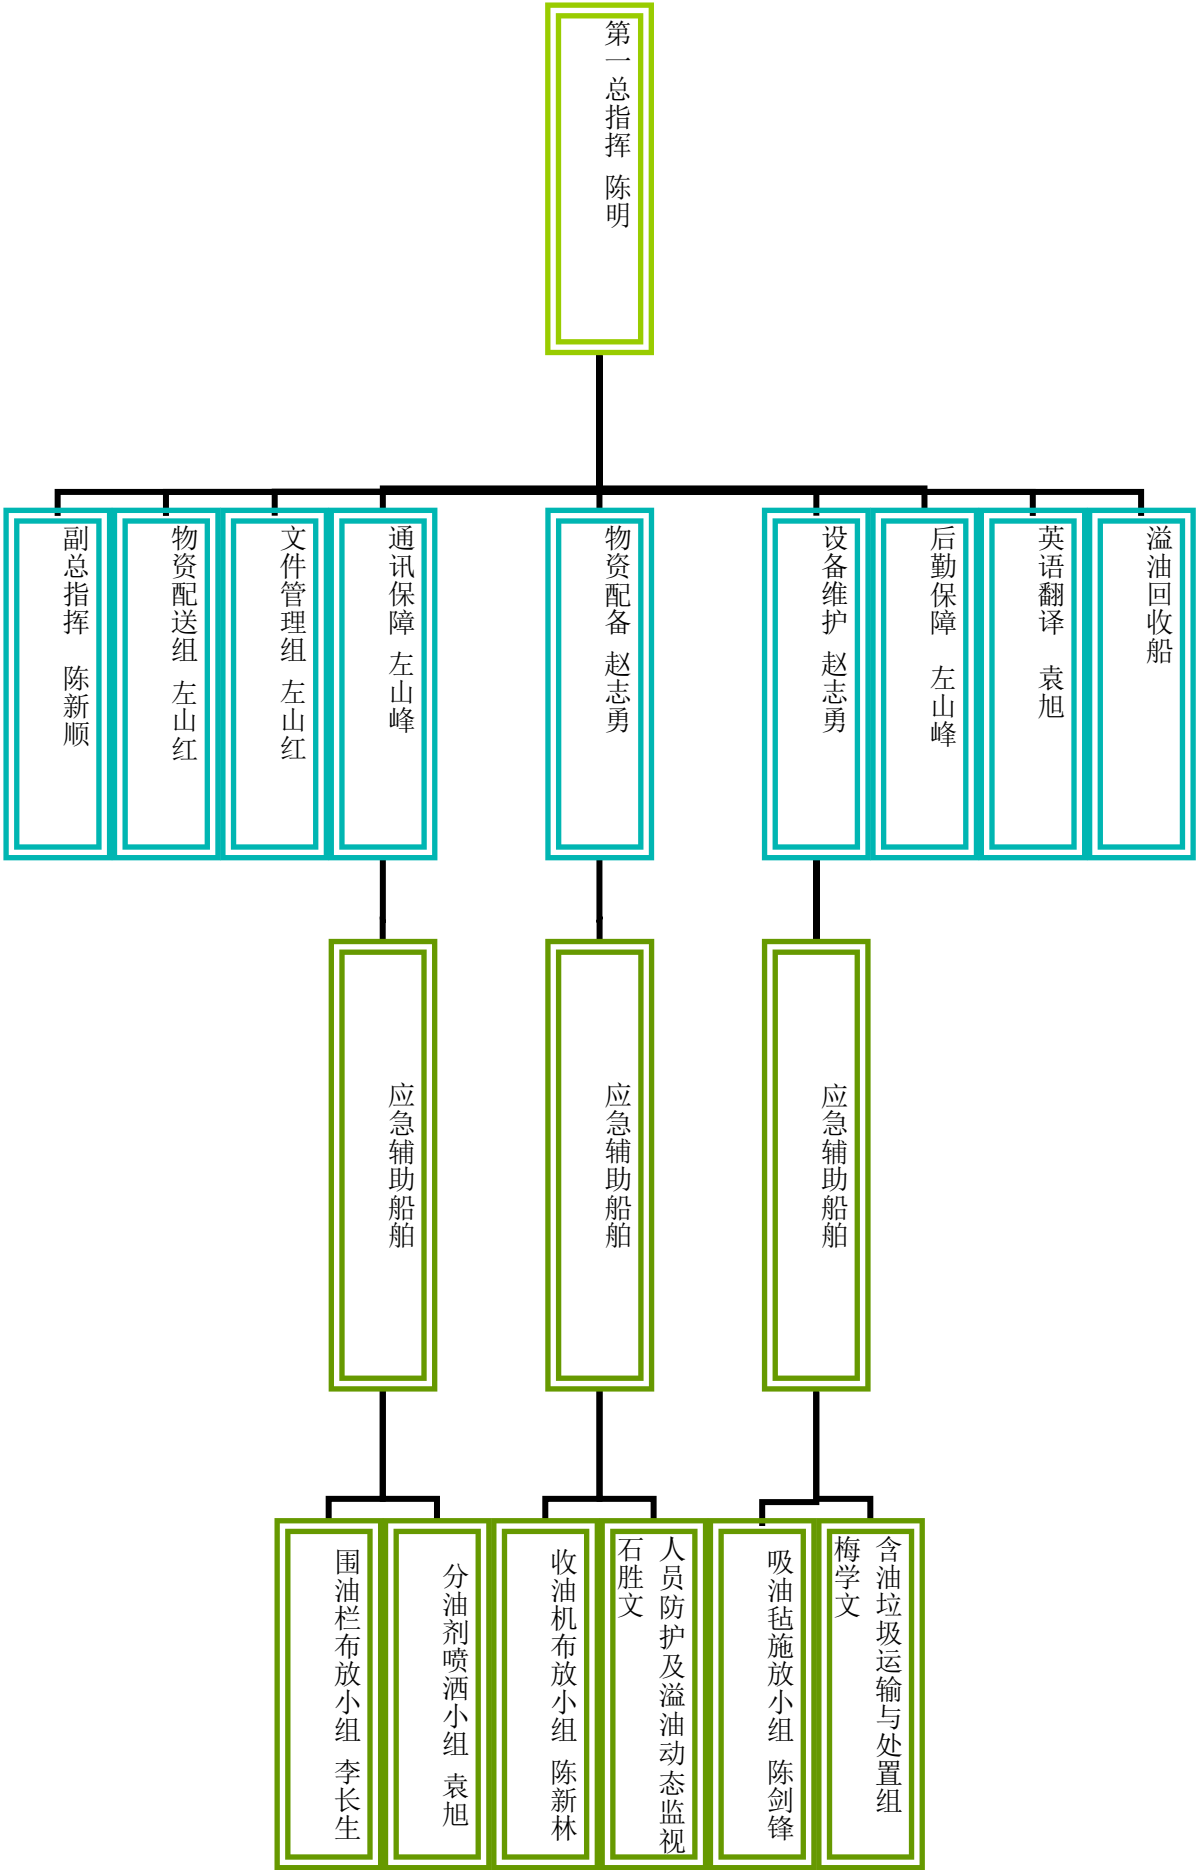 第一总指挥 陈明
副总指挥 陈新顺
物资配送组 左山红
文件管理组 左山红
通讯保障 左山峰
物资配备 赵志勇
设备维护 赵志勇
后勤保障 左山峰
英语翻译 袁旭
溢油回收船
应急辅助船舶
应急辅助船舶
应急辅助船舶
围油栏布放小组 李长生
分油剂喷洒小组 袁旭
收油机布放小组 陈新林
人员防护及溢油动态监视
石胜文
吸油毡施放小组 陈剑锋
含油垃圾运输与处置组
梅学文